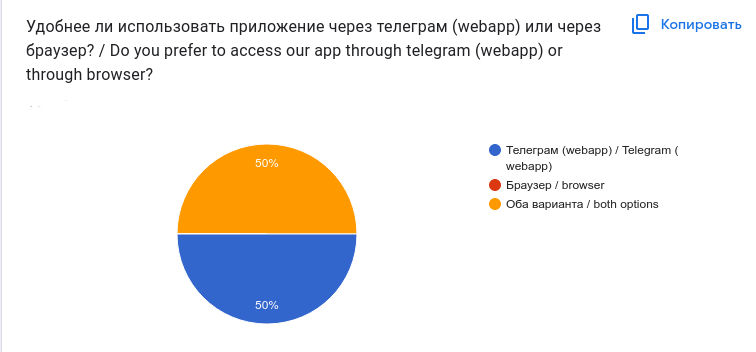 Удобнее ли использовать приложение через телеграм (webapp) или через
браузер? / Do you prefer to access our app through telegram (webapp) or
through browser?
Копировать
50%
50%
Телеграм (webapp) / Telegram (
webapp)
Браузер / browser
Оба варианта / both options